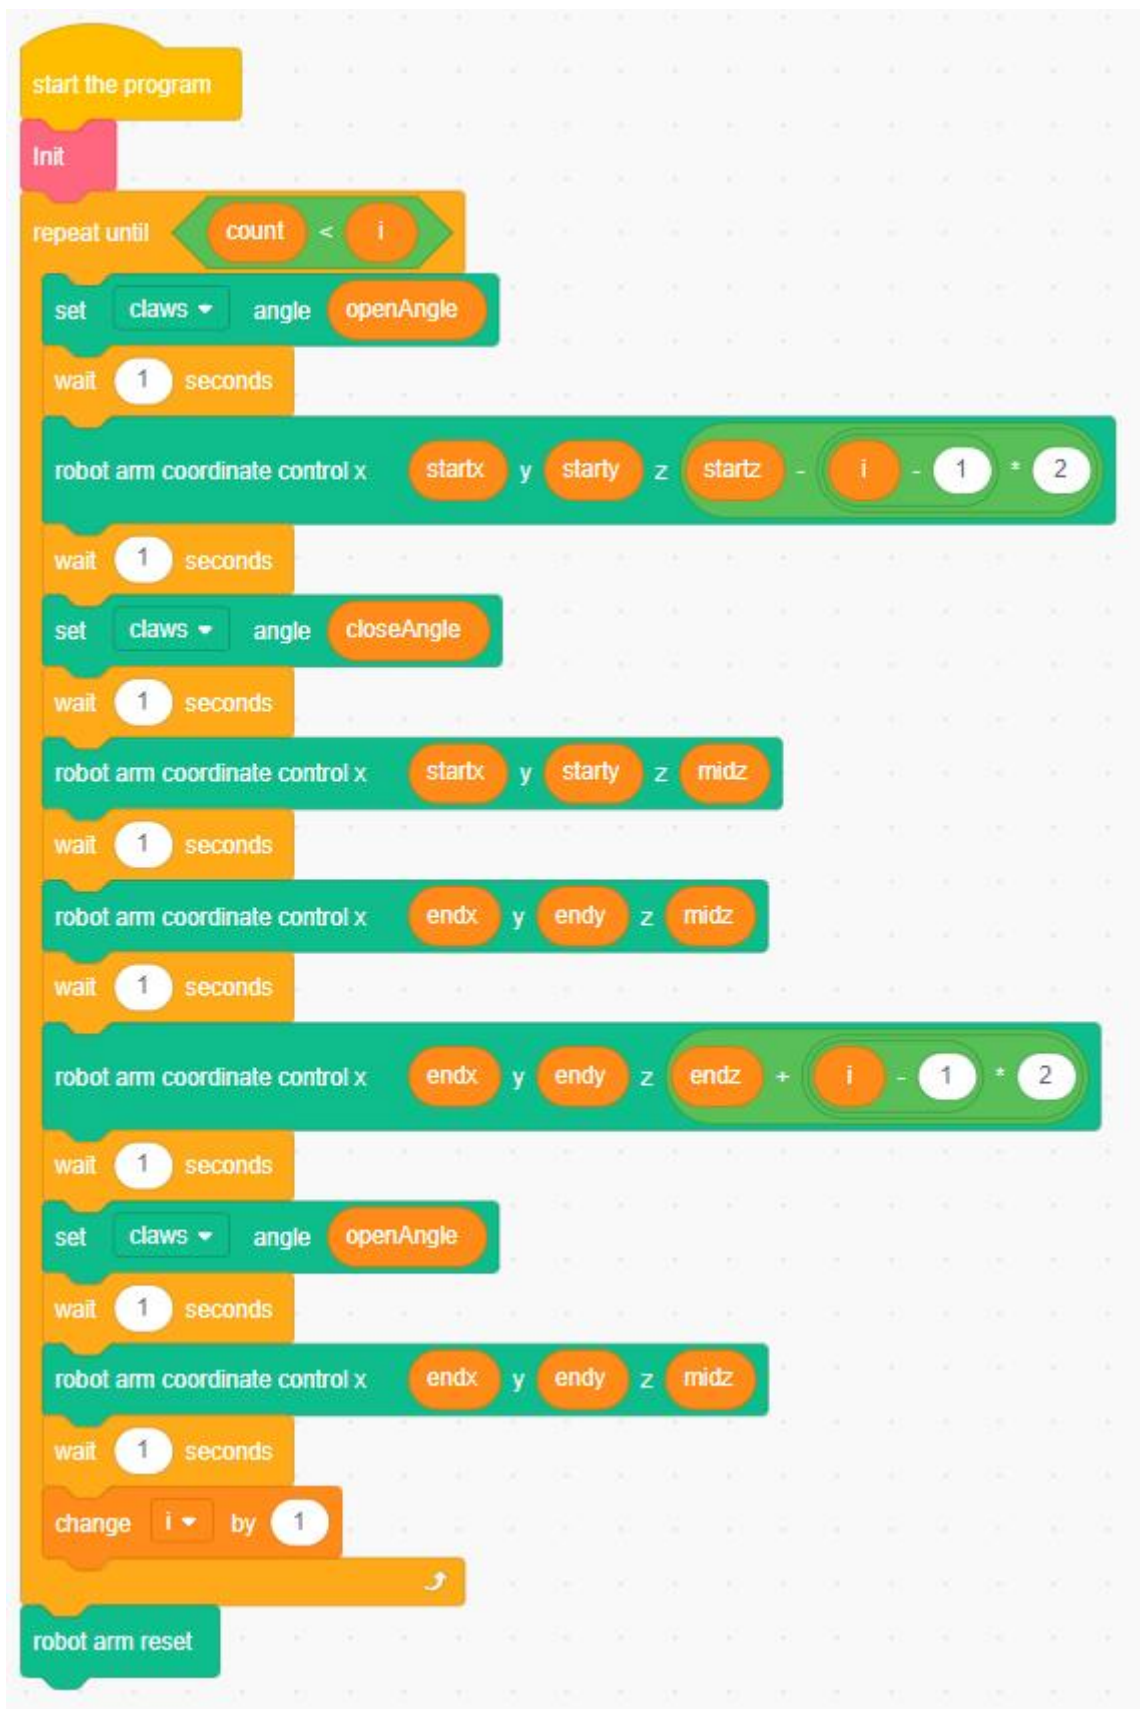 start the program
Init
repeat until count < i
set claws angle openAngle
wait 1 seconds
robot arm coordinate control x startx y starty z startz - i - 1 * 2
wait 1 seconds
set claws angle closeAngle
wait 1 seconds
robot arm coordinate control x startx y starty z midz
wait 1 seconds
robot arm coordinate control x endx y endy z midz
wait 1 seconds
robot arm coordinate control x endx y endy z endz + i - 1 * 2
wait 1 seconds
set claws angle openAngle
wait 1 seconds
robot arm coordinate control x endx y endy z midz
wait 1 seconds
change i by 1
robot arm reset